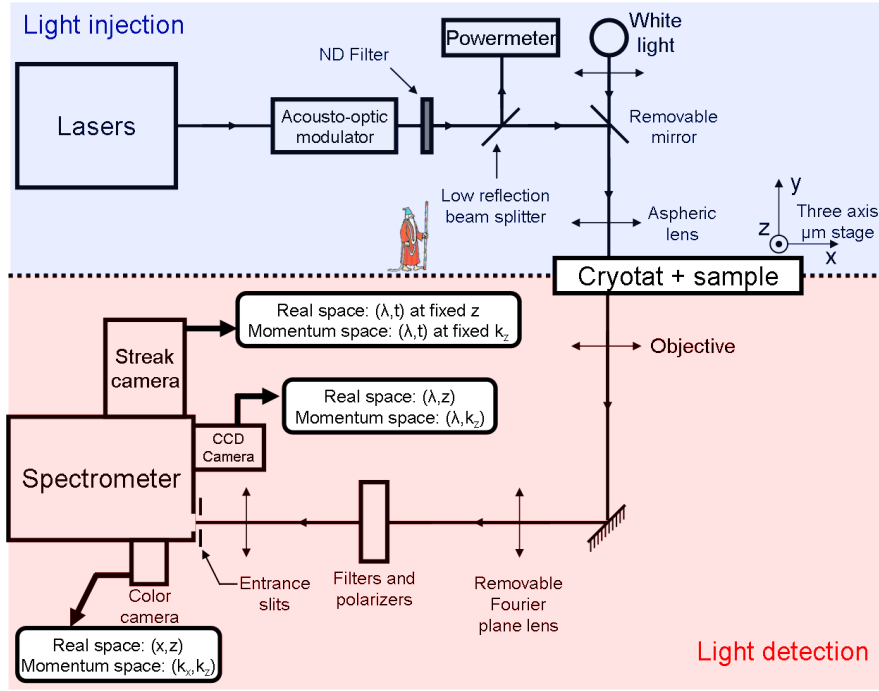 Light injection
Lasers
Acousto-optic
modulator
ND Filter
Powermeter
White
light
Removable
mirror
Low reflection
beam splitter
Aspheric
lens
y
z
x
Three axis
µm stage
Cryotat + sample
Objective
Real space: (λ,t) at fixed z
Momentum space: (λ,t) at fixed kz
Streak
camera
Real space: (λ,z)
Momentum space: (λ,kz)
CCD
Camera
Spectrometer
Entrance
slits
Filters and
polarizers
Removable
Fourier
plane lens
Color
camera
Real space: (x,z)
Momentum space: (kx,kz)
Light detection